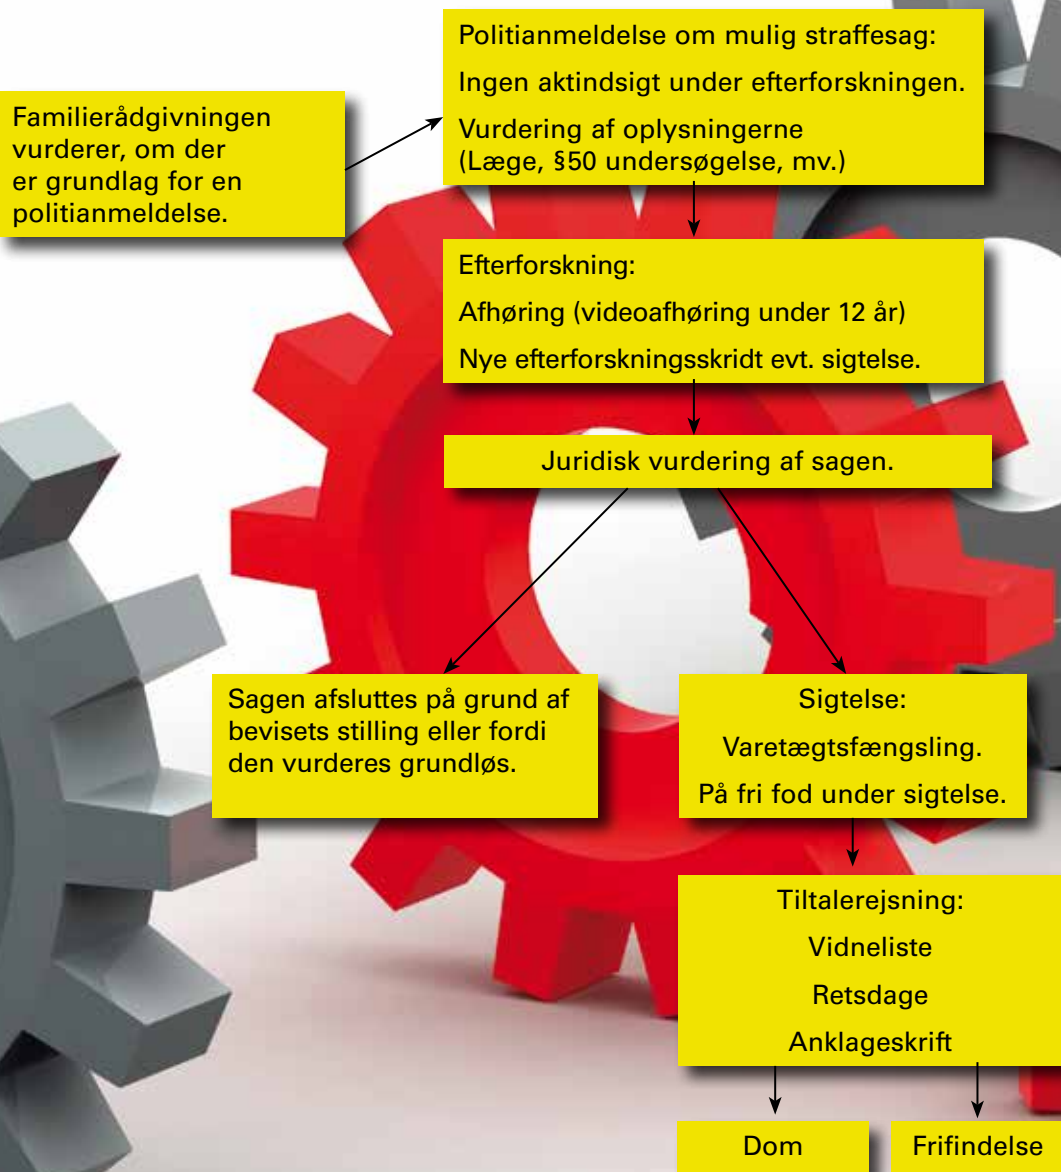 Familierådgivningen
vurderer, om der
er grundlag for en
politianmeldelse.
Politianmeldelse om mulig straffesag:
Ingen aktindsigt under efterforskningen.
Vurdering af oplysningerne
(Læge, §50 undersøgelse, mv.)
Efterforskning:
Afhøring (videoafhøring under 12 år)
Nye efterforskningsskridt evt. sigtelse.
Juridisk vurdering af sagen.
Sagen afsluttes på grund af
bevisets stilling eller fordi
den vurderes grundløs.
Sigtelse:
Varetægtsfængsling.
På fri fod under sigtelse.
Tiltalerejsning:
Vidneliste
Retsdage
Anklageskrift
Dom
Frifindelse